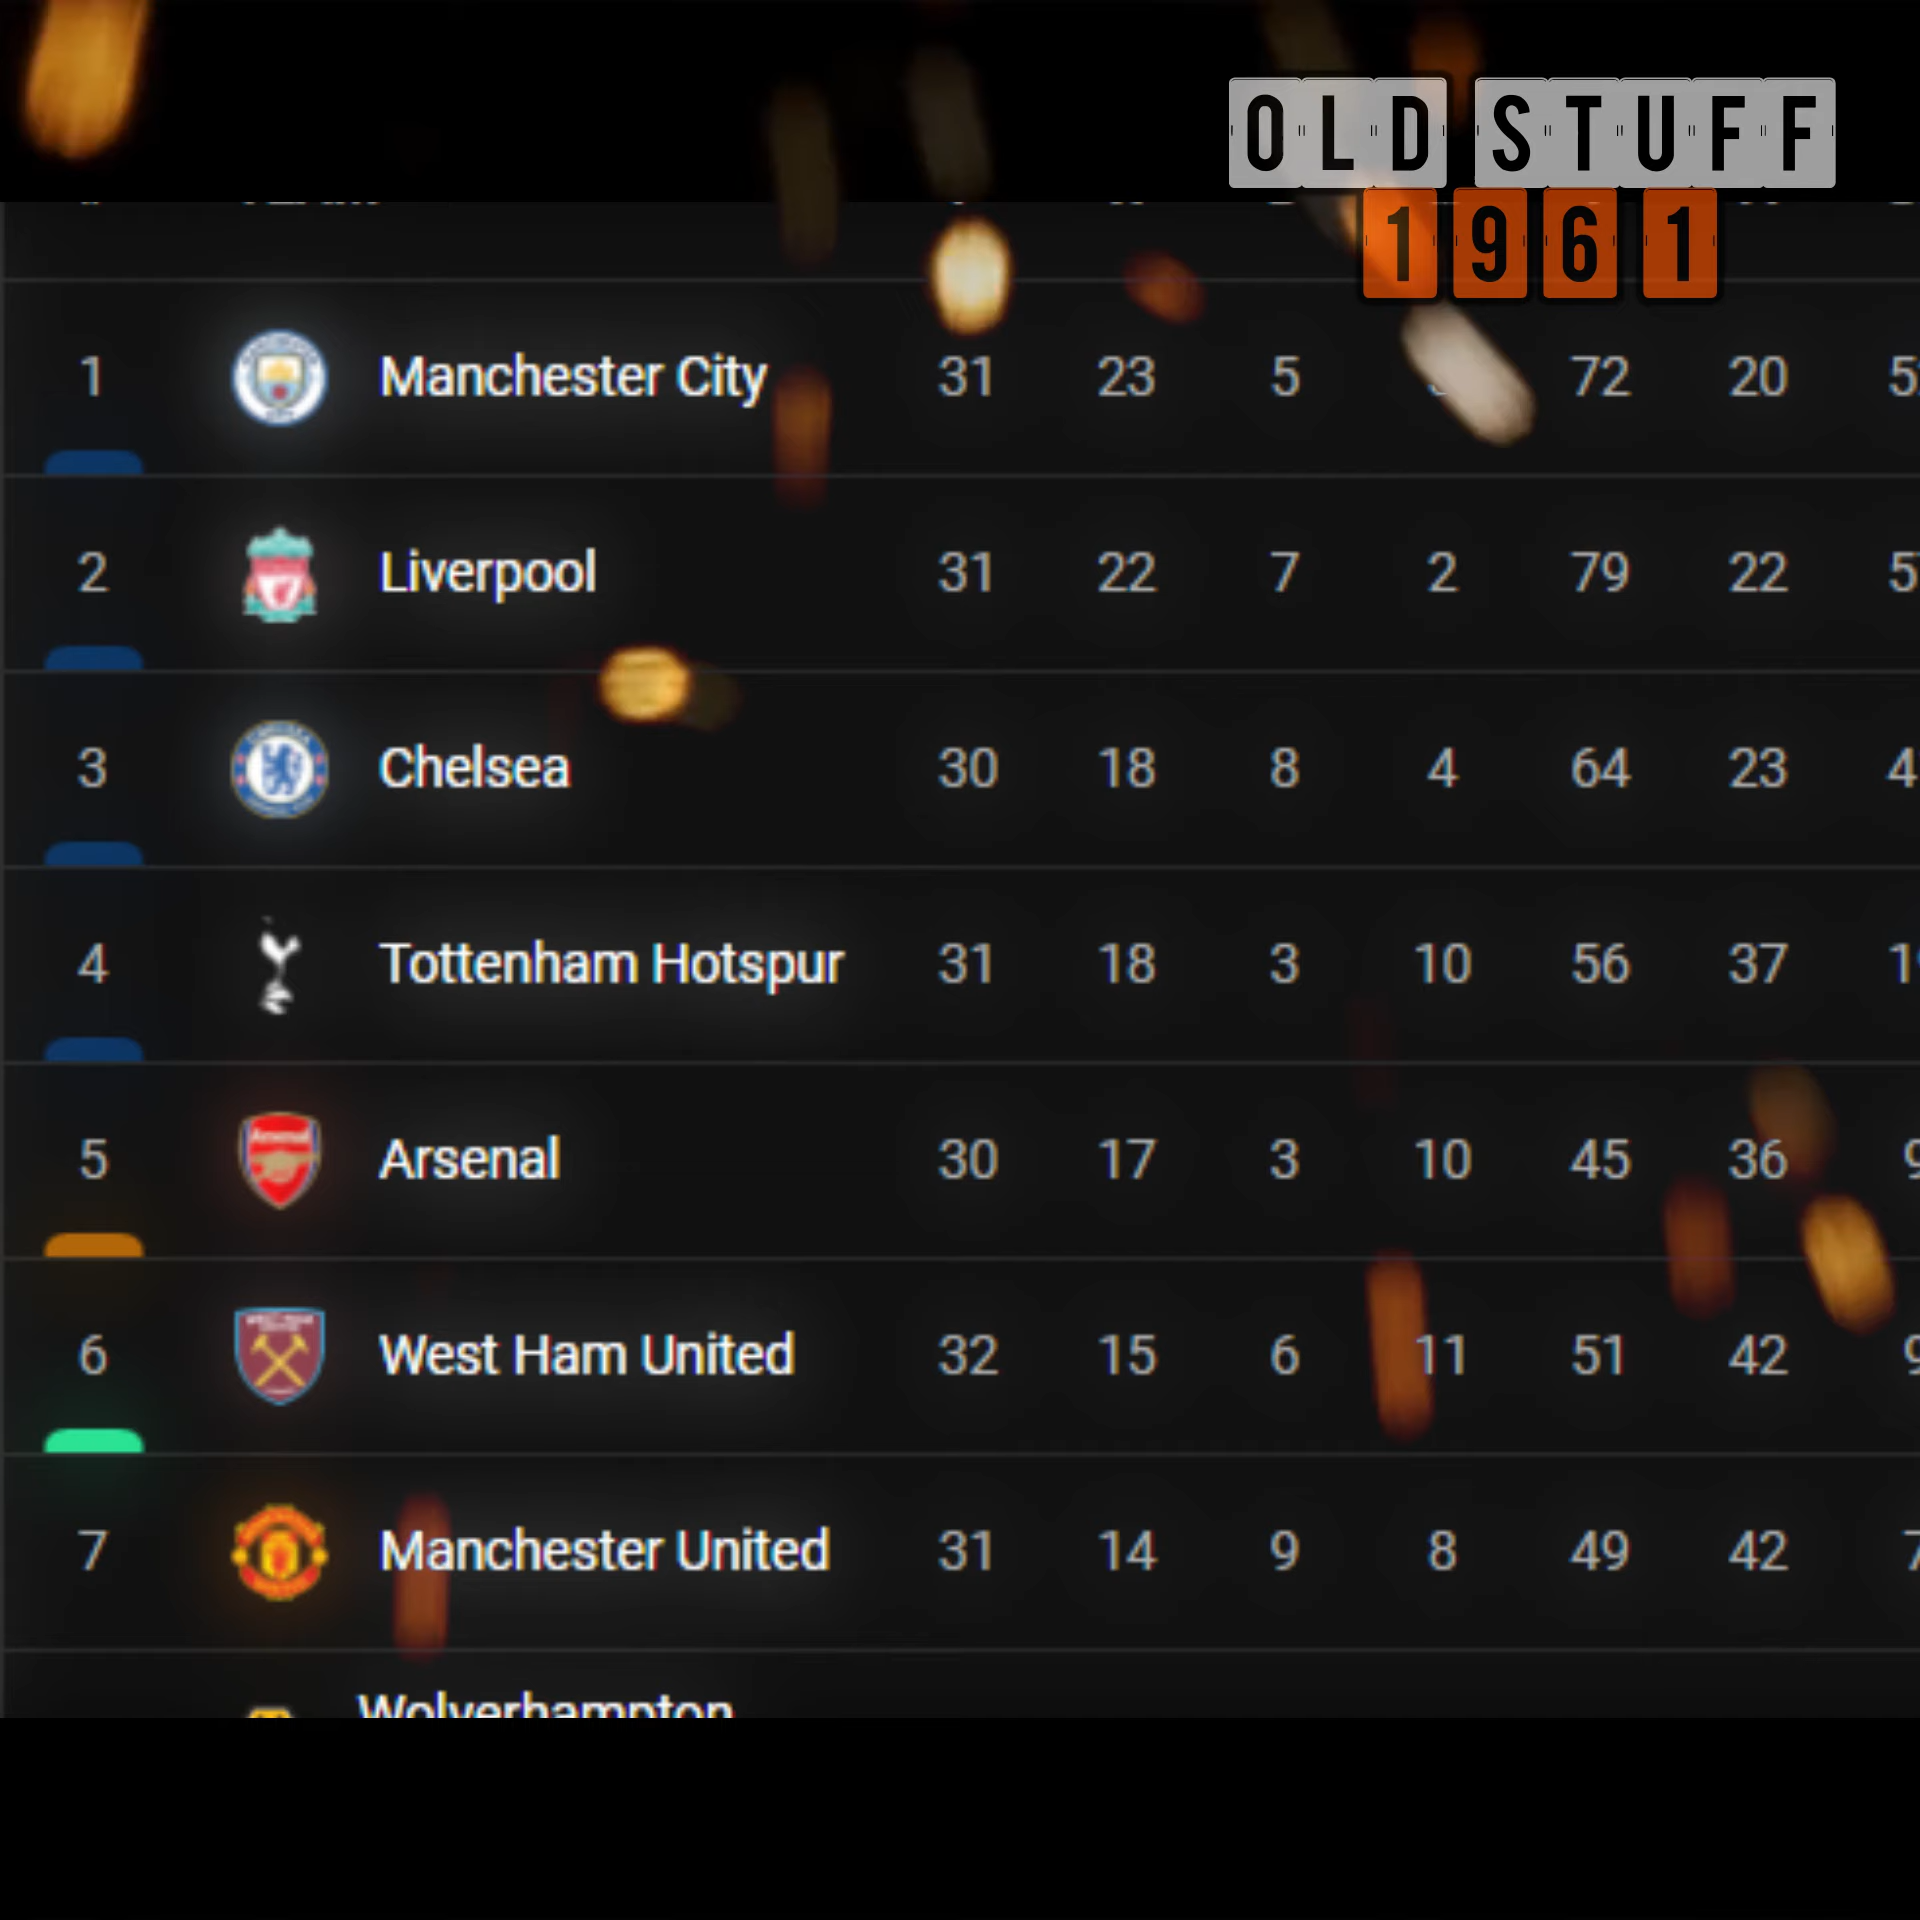 OLD STUFF
1961
1 Manchester City 31 23 5 72 20
2 Liverpool 31 22 7 2 79 22
3 Chelsea 30 18 8 4 64 23
4 Tottenham Hotspur 31 18 3 10 56 37
5 Arsenal 30 17 3 10 45 36
6 West Ham United 32 15 6 11 51 42
7 Manchester United 31 14 9 8 49 42
Wolverhampton